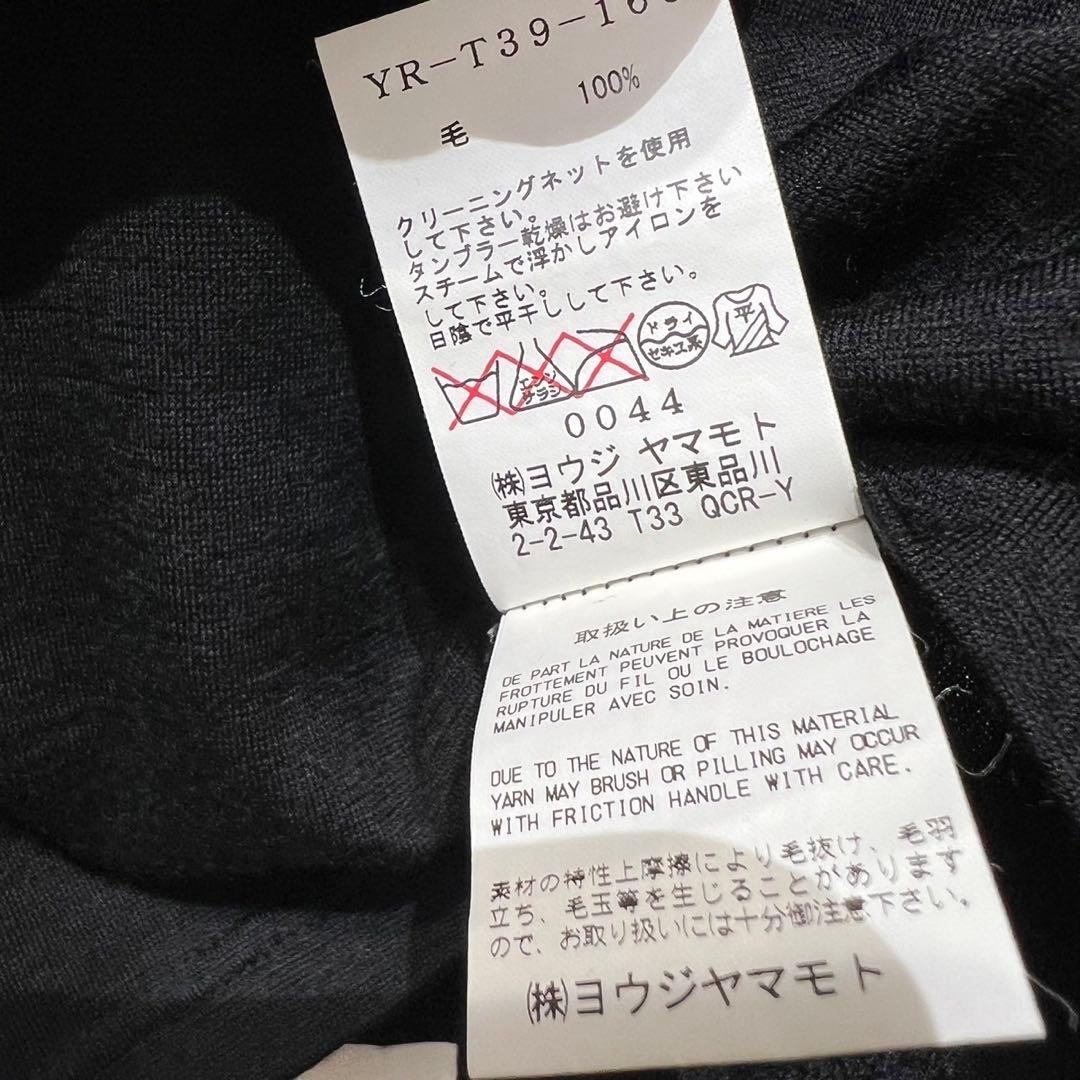 YR-T39-16
毛 100%
クリーニングネットを使用
して下さい。
タンブラー乾燥はお避け下さい
スチームで浮かしアイロンを
して下さい。
日陰で平干しして下さい。
エンソ
サラシ
ドライ
セキユ系
平
0044
㈱ヨウジ ヤマモト
東京都品川区東品川
2-2-43 T33 QCR-Y
取扱い上の注意
DE PART LA NATURE DE LA MATIERE LES
FROTTEMENT PEUVENT PROVOQUER LA
RUPTURE DU FIL OU LE BOULOCHAGE
MANIPULER AVEC SOIN.
DUE TO THE NATURE OF THIS MATERIAL
YARN MAY BRUSH OR PILLING MAY OCCUR
WITH FRICTION HANDLE WITH CARE.
素材の特性上摩擦により毛抜け、毛羽
立ち、毛玉等を生じることがあります
ので、お取り扱いには十分御注意下さい。
㈱ヨウジヤマモト